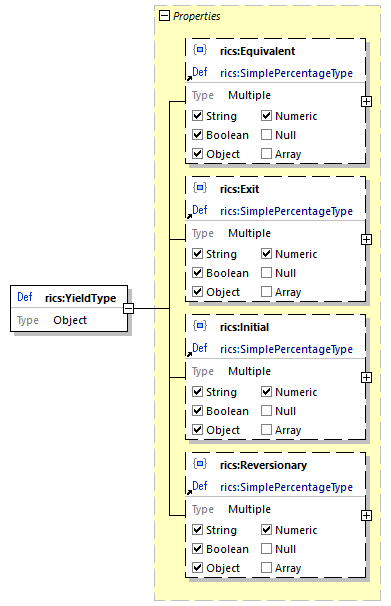 Properties
rics:Equivalent
Def rics:SimplePercentageType
Type Multiple
String Numeric
Boolean Null
Object Array
rics:Exit
Def rics:SimplePercentageType
Type Multiple
String Numeric
Boolean Null
Object Array
Def rics:YieldType
Type Object
rics:Initial
Def rics:SimplePercentageType
Type Multiple
String Numeric
Boolean Null
Object Array
rics:Reversionary
Def rics:SimplePercentageType
Type Multiple
String Numeric
Boolean Null
Object Array